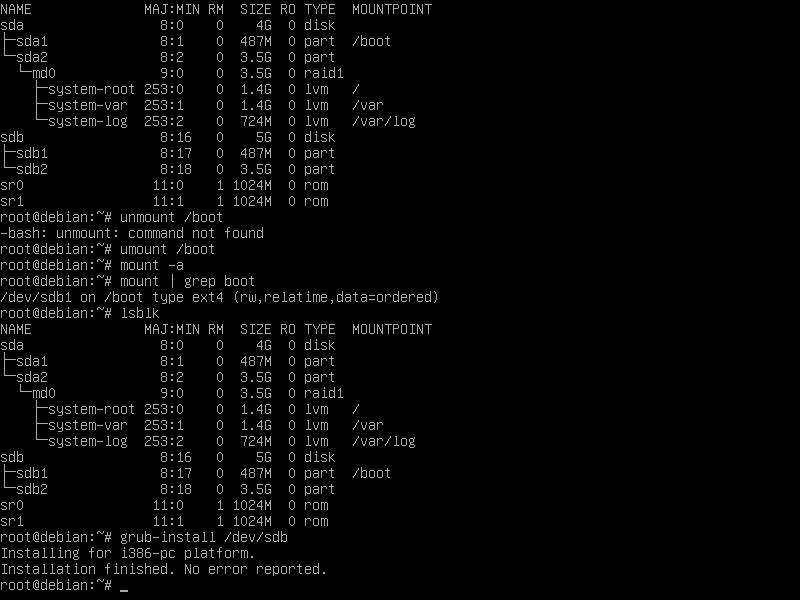 NAME              MAJ:MIN RM  SIZE RO TYPE  MOUNTPOINT
sda                 8:0    0    4G  0 disk
├─sda1              8:1    0  487M  0 part  /boot
└─sda2              8:2    0  3.5G  0 part
  └─md0             9:0    0  3.5G  0 raid1
    ├─system-root 253:0    0  1.4G  0 lvm   /
    ├─system-var  253:1    0  1.4G  0 lvm   /var
    └─system-log  253:2    0  724M  0 lvm   /var/log
sdb                 8:16   0    5G  0 disk
├─sdb1              8:17   0  487M  0 part
└─sdb2              8:18   0  3.5G  0 part
sr0                11:0    1 1024M  0 rom
sr1                11:1    1 1024M  0 rom
root@debian:~# unmount /boot
-bash: unmount: command not found
root@debian:~# umount /boot
root@debian:~# mount -a
root@debian:~# mount | grep boot
/dev/sdb1 on /boot type ext4 (rw,relatime,data=ordered)
root@debian:~# lsblk
NAME              MAJ:MIN RM  SIZE RO TYPE  MOUNTPOINT
sda                 8:0    0    4G  0 disk
├─sda1              8:1    0  487M  0 part
└─sda2              8:2    0  3.5G  0 part
  └─md0             9:0    0  3.5G  0 raid1
    ├─system-root 253:0    0  1.4G  0 lvm   /
    ├─system-var  253:1    0  1.4G  0 lvm   /var
    └─system-log  253:2    0  724M  0 lvm   /var/log
sdb                 8:16   0    5G  0 disk
├─sdb1              8:17   0  487M  0 part  /boot
└─sdb2              8:18   0  3.5G  0 part
sr0                11:0    1 1024M  0 rom
sr1                11:1    1 1024M  0 rom
root@debian:~# grub-install /dev/sdb
Installing for i386-pc platform.
Installation finished. No error reported.
root@debian:~# _